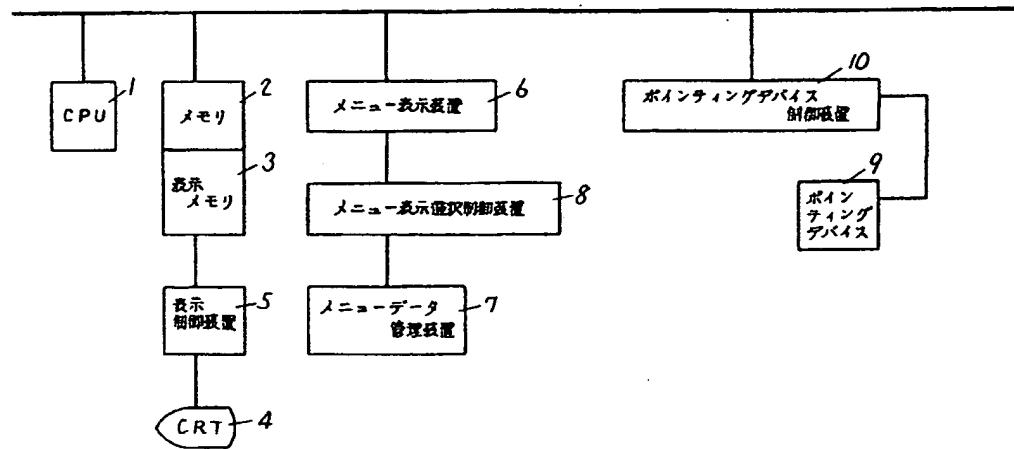 1
CPU
2
メモリ
3
表示
メモリ
5
表示
制御装置
CRT
4
6
メニュー表示装置
8
メニュー表示選択制御装置
7
メニューデータ
管理装置
10
ポインティングデバイス
制御装置
9
ポイン
ティング
デバイス